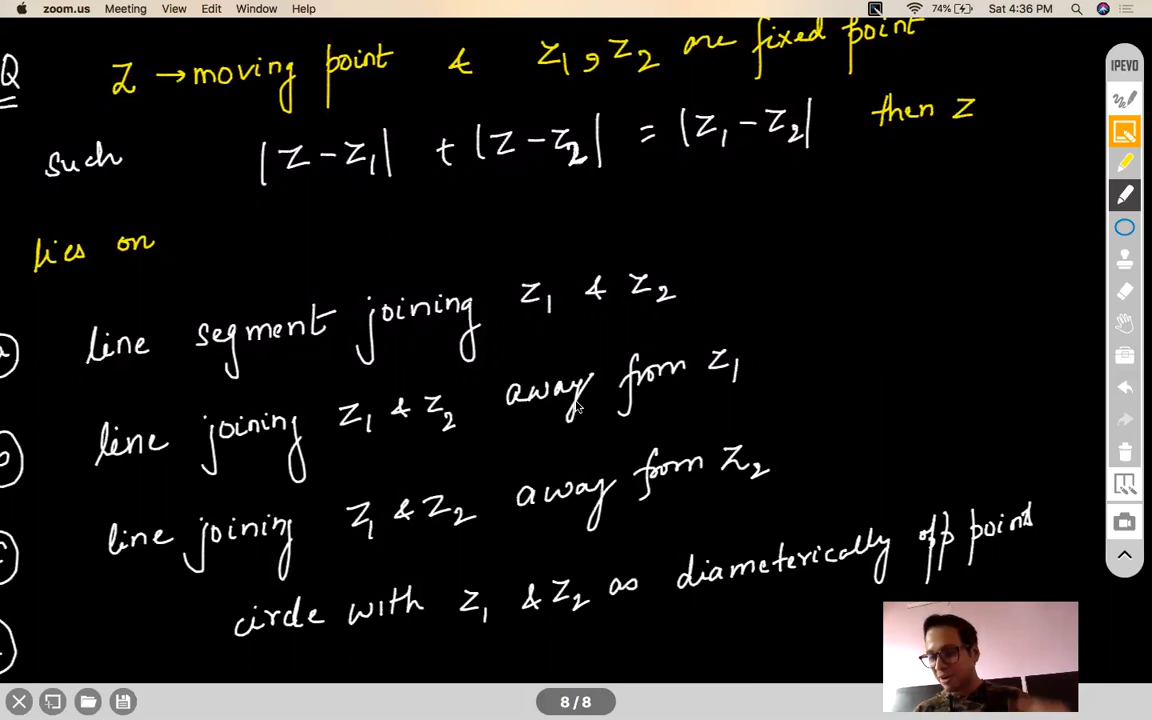 zoom.us Meeting View Edit Window Help 74% Sat 4:36 PM
Q Z → moving point & Z1, Z2 are fixed point
such |Z - Z1| + |Z - Z2| = |Z1 - Z2| then Z
lies on
IPEVO
a line segment joining Z1 & Z2
b line joining Z1 & Z2 away from Z1
c line joining Z1 & Z2 away from Z2
circle with Z1 & Z2 as diameterically opp point
8/8